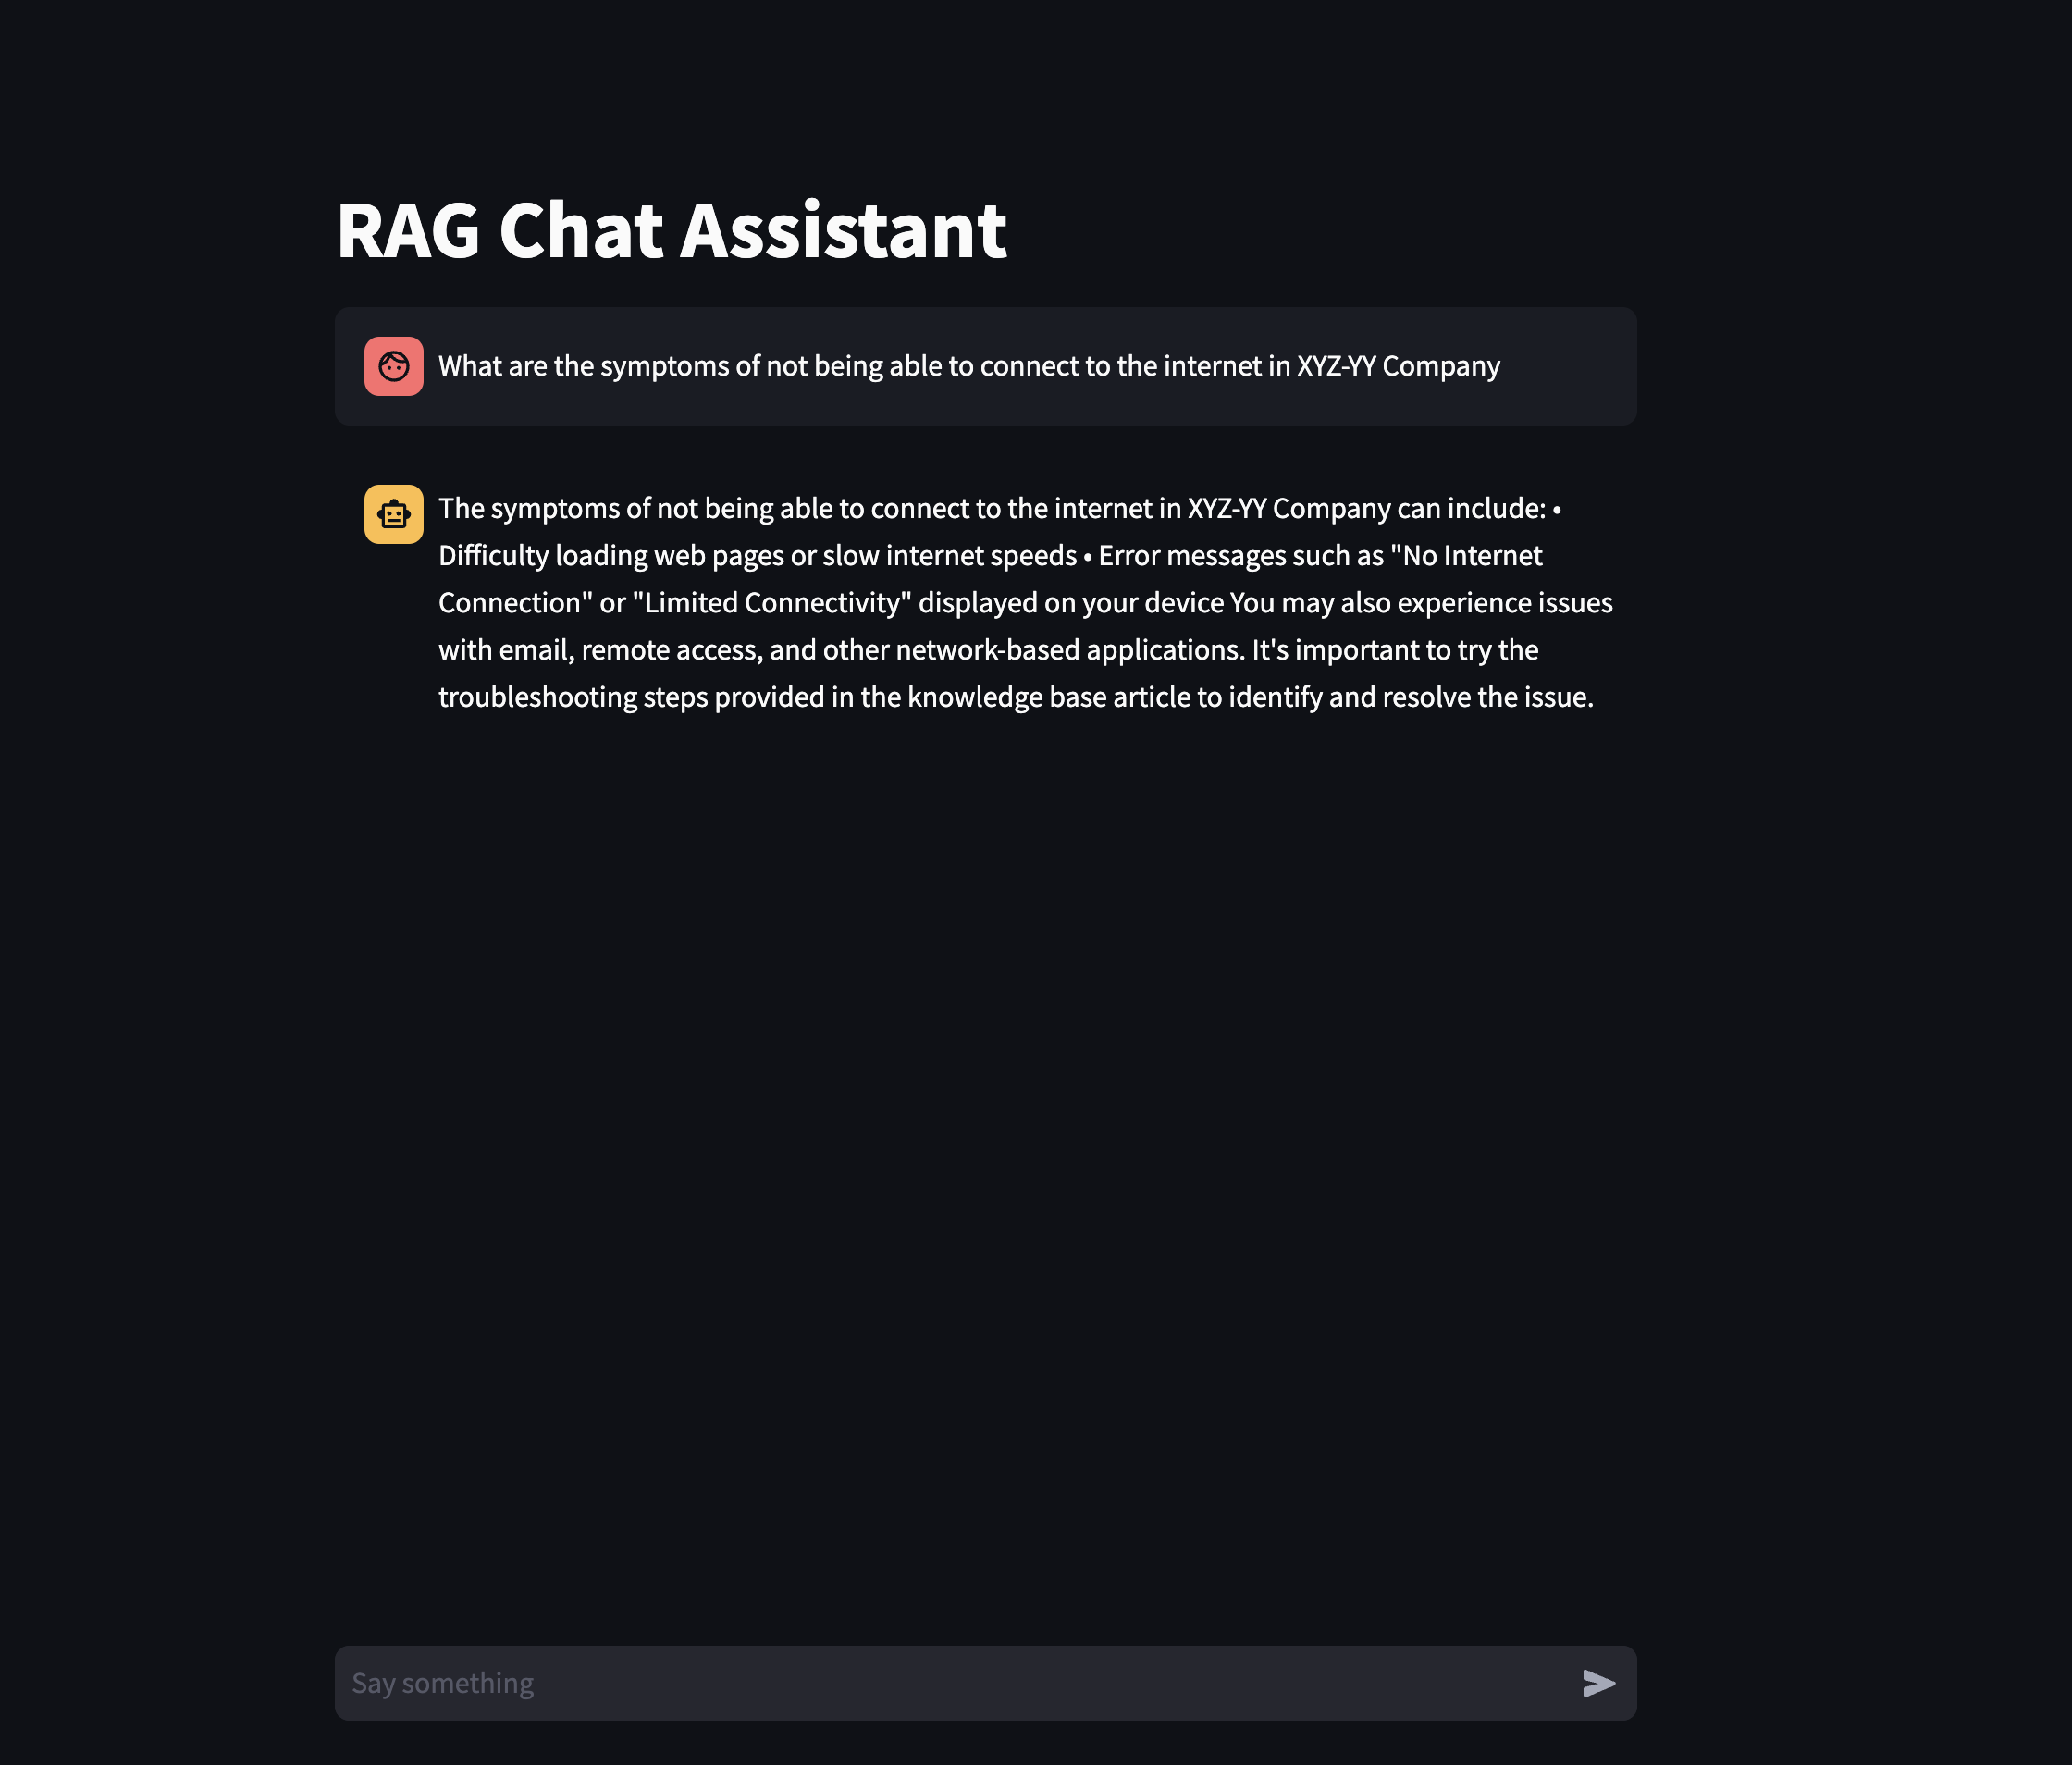 RAG Chat Assistant
What are the symptoms of not being able to connect to the internet in XYZ-YY Company
The symptoms of not being able to connect to the internet in XYZ-YY Company can include: •
Difficulty loading web pages or slow internet speeds • Error messages such as "No Internet
Connection" or "Limited Connectivity" displayed on your device You may also experience issues
with email, remote access, and other network-based applications. It's important to try the
troubleshooting steps provided in the knowledge base article to identify and resolve the issue.
Say something